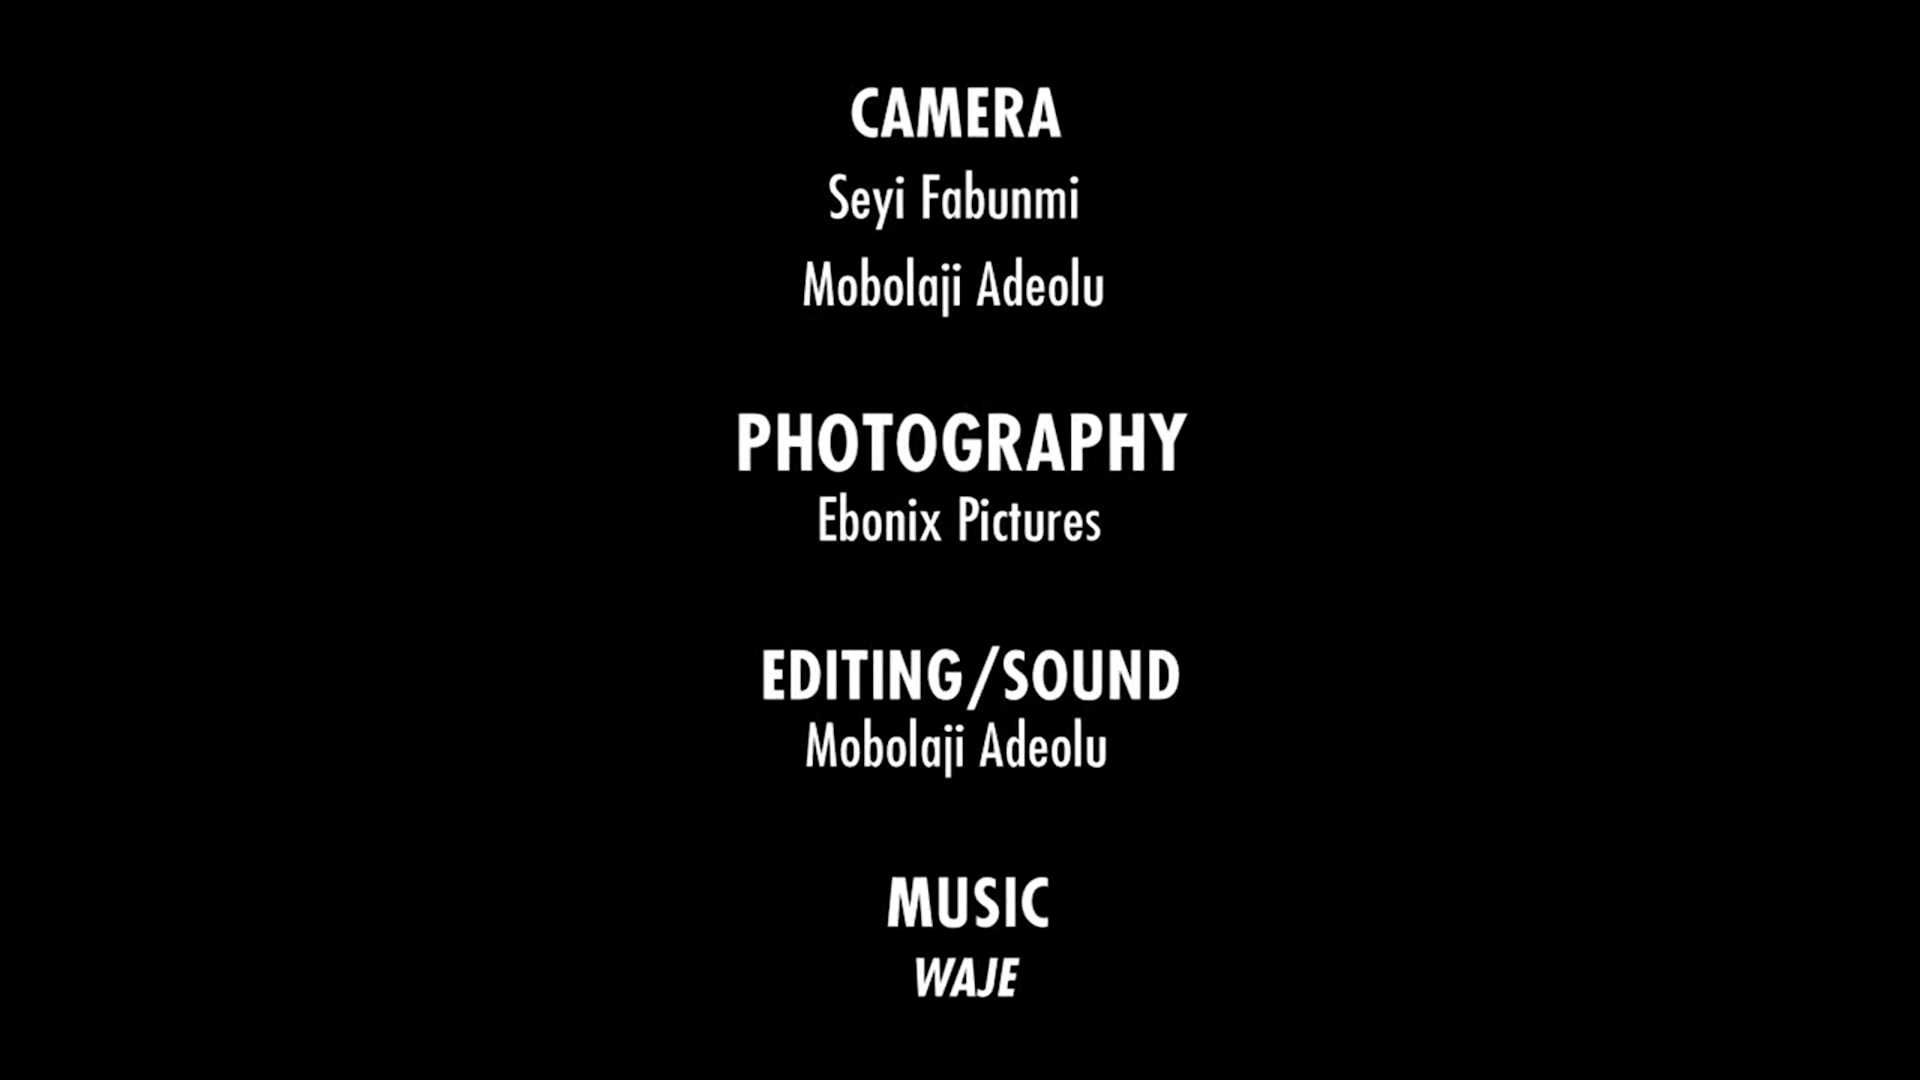 CAMERA
Seyi Fabunmi
Mobolaji Adeolu
PHOTOGRAPHY
Ebonix Pictures
EDITING/SOUND
Mobolaji Adeolu
MUSIC
WAJE